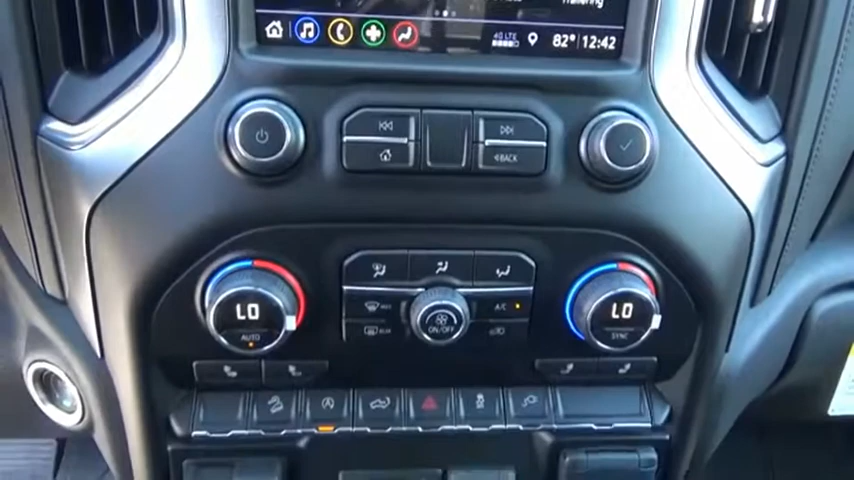 4G LTE 82° 12:42
BACK
LO
AUTO
ON/OFF
A/C
LO
SYNC